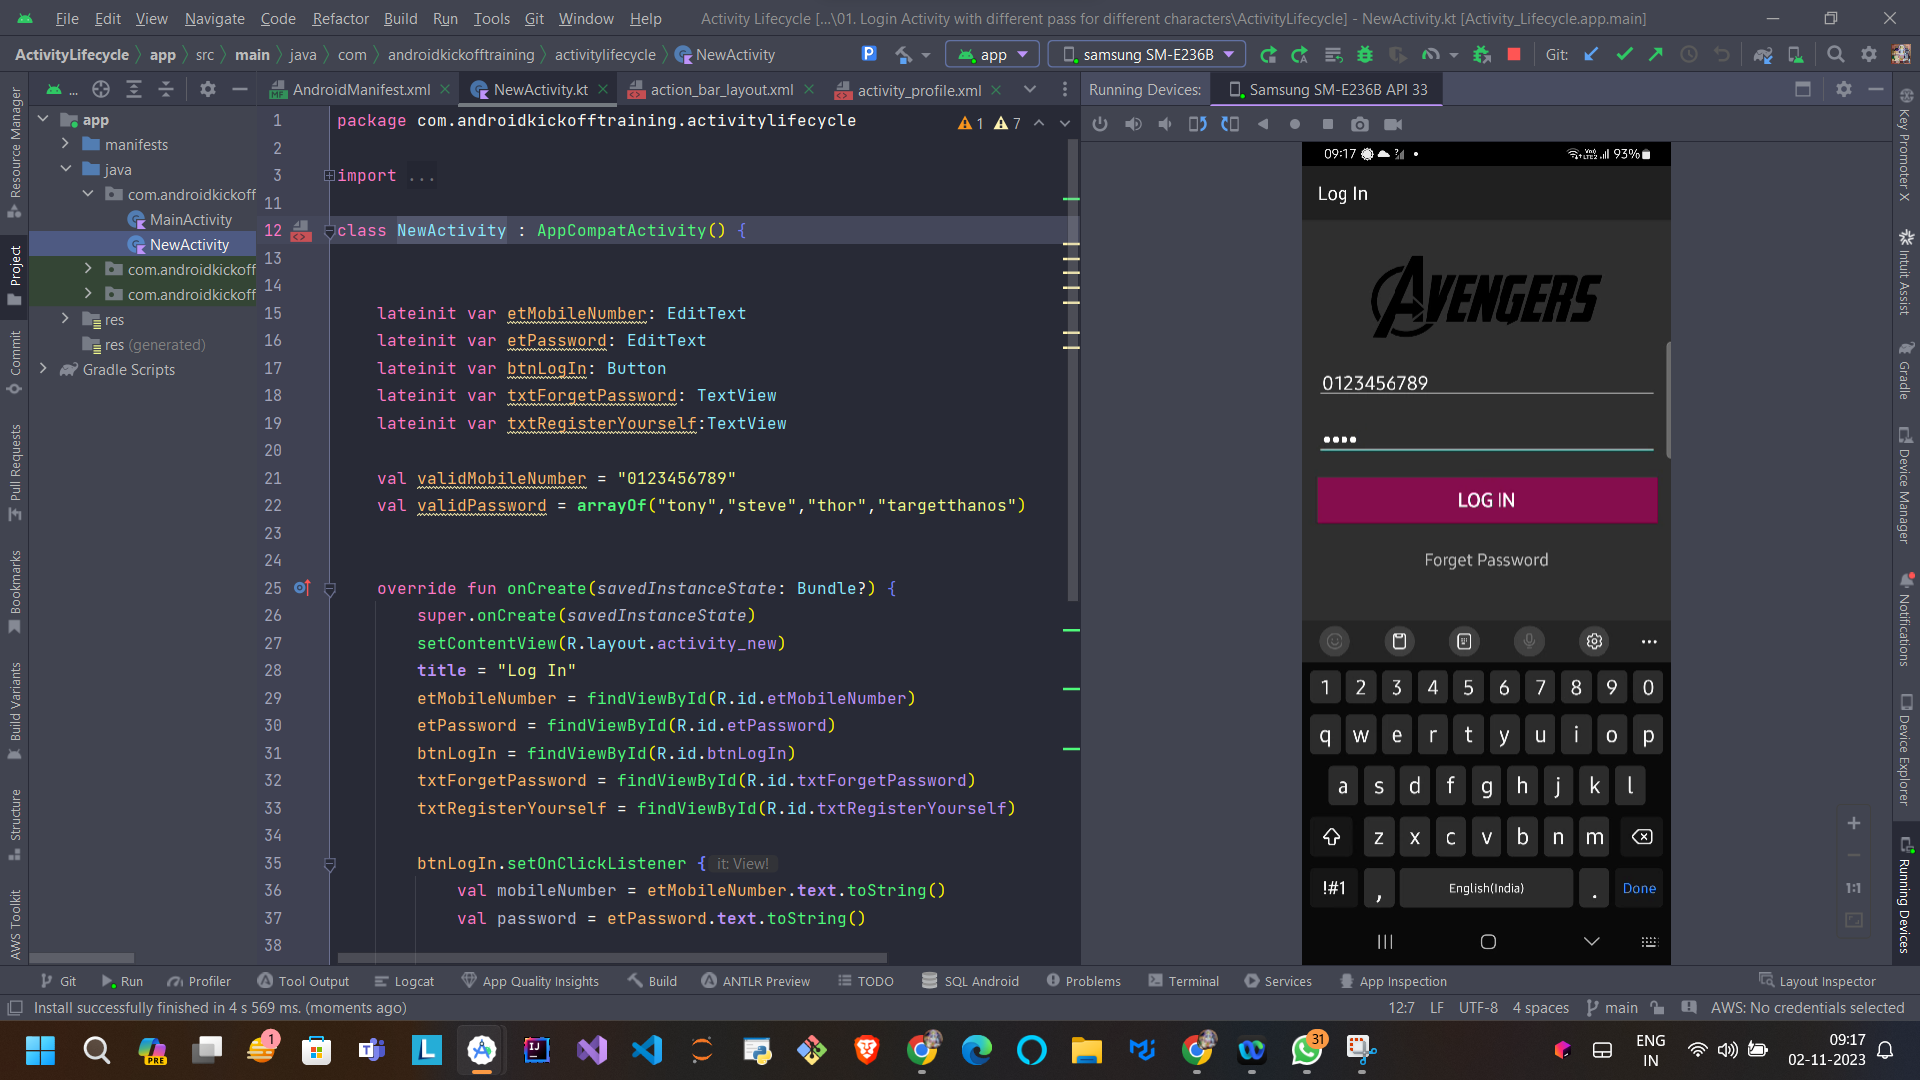 File Edit View Navigate Code Refactor Build Run Tools Git Window Help Activity Lifecycle [...\01. Login Activity with different pass for different characters\ActivityLifecycle] - NewActivity.kt [Activity_Lifecycle.app.main]
ActivityLifecycle app src main java com androidkickofftraining activitylifecycle NewActivity app samsung SM-E236B Git:
... AndroidManifest.xml NewActivity.kt action_bar_layout.xml activity_profile.xml Running Devices: Samsung SM-E236B API 33
Resource Manager
Project
Commit
Pull Requests
Bookmarks
Build Variants
Structure
AWS Toolkit
app
manifests
java
com.androidkickoff
MainActivity
NewActivity
com.androidkickoff
com.androidkickoff
res
res (generated)
Gradle Scripts
1 7
1 package com.androidkickofftraining.activitylifecycle
2
3 import ...
11
12 class NewActivity : AppCompatActivity() {
13
14
15 lateinit var etMobileNumber: EditText
16 lateinit var etPassword: EditText
17 lateinit var btnLogIn: Button
18 lateinit var txtForgetPassword: TextView
19 lateinit var txtRegisterYourself:TextView
20
21 val validMobileNumber = "0123456789"
22 val validPassword = arrayOf("tony","steve","thor","targetthanos")
23
24
25 override fun onCreate(savedInstanceState: Bundle?) {
26 super.onCreate(savedInstanceState)
27 setContentView(R.layout.activity_new)
28 title = "Log In"
29 etMobileNumber = findViewById(R.id.etMobileNumber)
30 etPassword = findViewById(R.id.etPassword)
31 btnLogIn = findViewById(R.id.btnLogIn)
32 txtForgetPassword = findViewById(R.id.txtForgetPassword)
33 txtRegisterYourself = findViewById(R.id.txtRegisterYourself)
34
35 btnLogIn.setOnClickListener { it: View!
36 val mobileNumber = etMobileNumber.text.toString()
37 val password = etPassword.text.toString()
38
09:17 93%
Log In
AVENGERS
0123456789
••••
LOG IN
Forget Password
1 2 3 4 5 6 7 8 9 0
q w e r t y u i o p
a s d f g h j k l
z x c v b n m
!#1 , English(India) . Done
1:1
Key Promoter X
Intuit Assist
Gradle
Device Manager
Notifications
Device Explorer
Running Devices
Git Run Profiler Tool Output Logcat App Quality Insights Build ANTLR Preview TODO SQL Android Problems Terminal Services App Inspection Layout Inspector
Install successfully finished in 4 s 569 ms. (moments ago) 12:7 LF UTF-8 4 spaces main AWS: No credentials selected
PRE 1 L 31 ENG 09:17
IN 02-11-2023